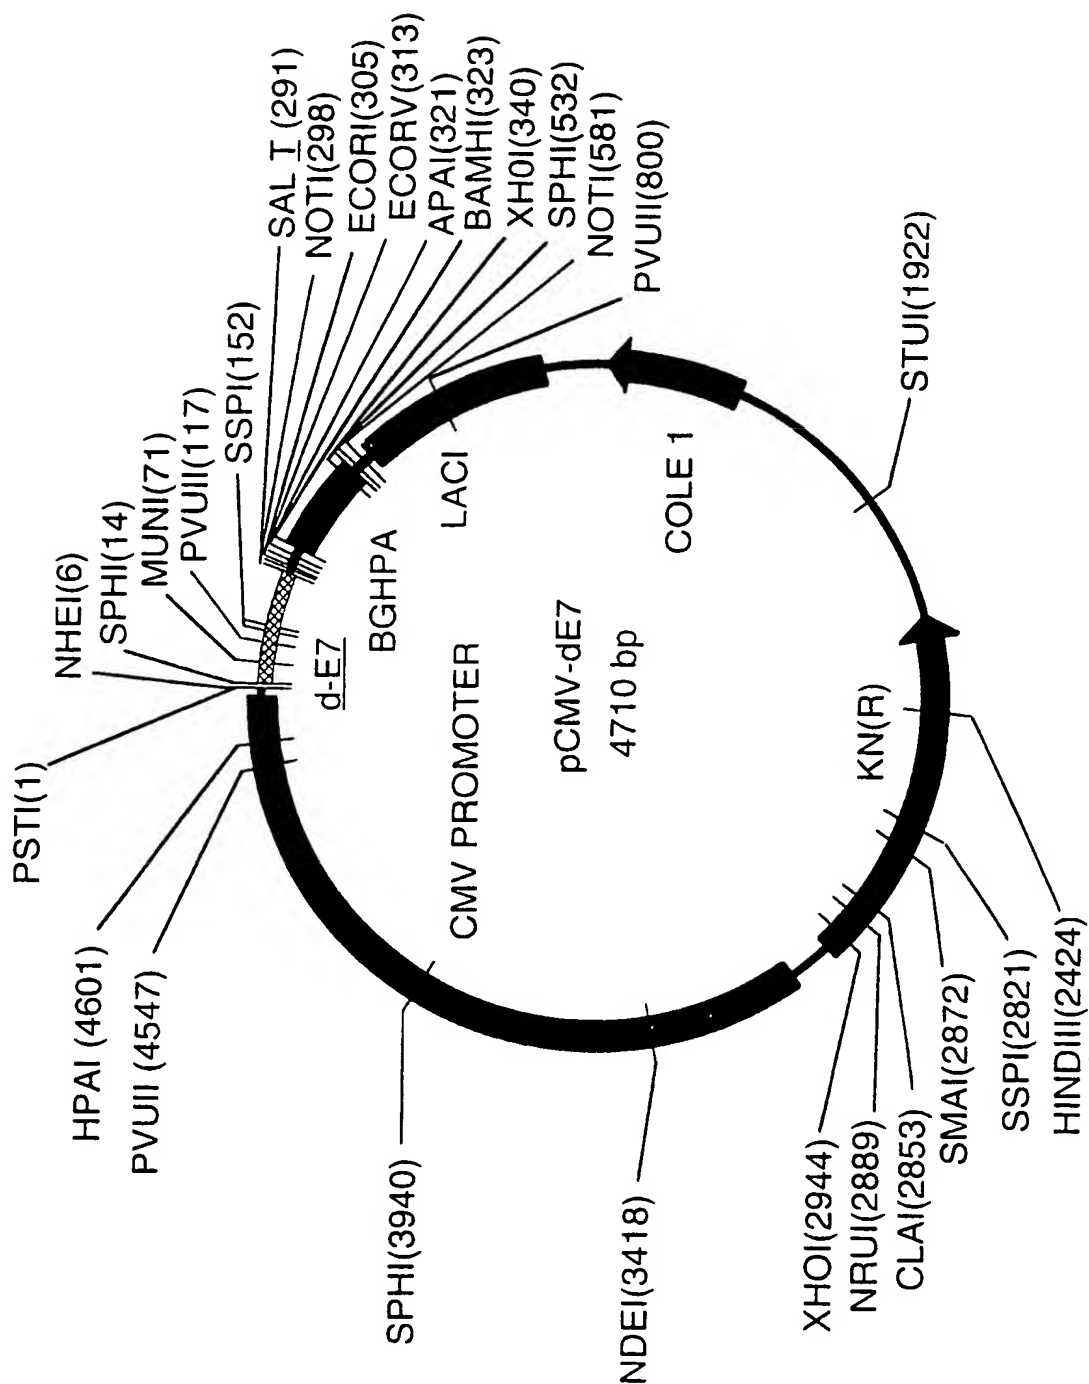 PSTI(1)
NHEI(6)
SPHI(14)
MUNI(71)
PVUII(117)
SSPI(152)
SAL I (291)
NOTI(298)
ECORI(305)
ECORV(313)
APAI(321)
BAMHI(323)
XH0I(340)
SPHI(532)
NOTI(581)
PVUII(800)
STUI(1922)
HINDIII(2424)
SSPI(2821)
SMAI(2872)
CLAI(2853)
NRUI(2889)
XHOI(2944)
NDEI(3418)
SPHI(3940)
PVUII (4547)
HPAI (4601)
d-E7
BGHPA
LACI
COLE 1
KN(R)
CMV PROMOTER
pCMV-dE7
4710 bp